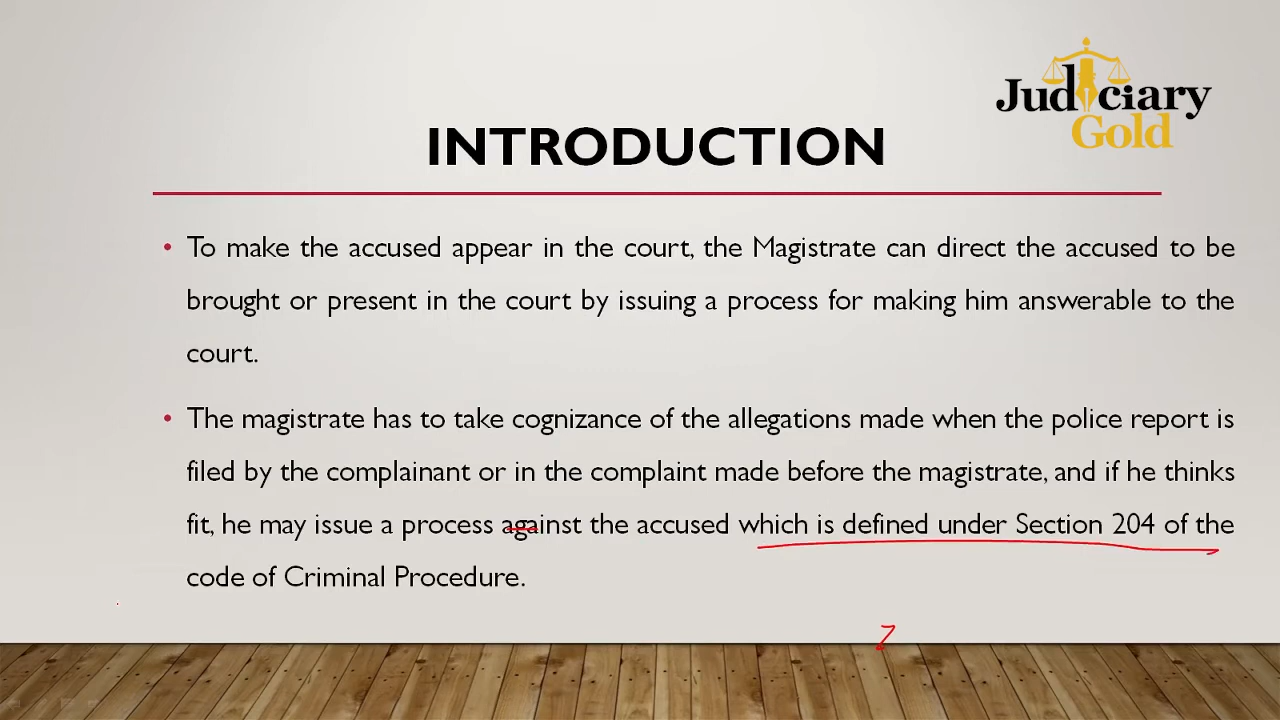 Judiciary
Gold
INTRODUCTION
• To make the accused appear in the court, the Magistrate can direct the accused to be
brought or present in the court by issuing a process for making him answerable to the
court.
• The magistrate has to take cognizance of the allegations made when the police report is
filed by the complainant or in the complaint made before the magistrate, and if he thinks
fit, he may issue a process against the accused which is defined under Section 204 of the
code of Criminal Procedure.